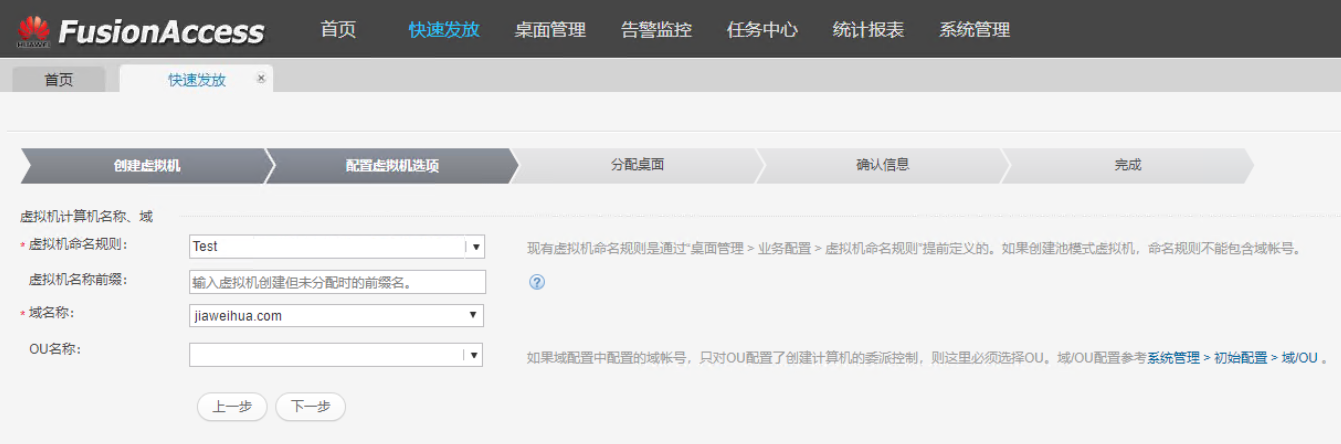 HUAWEI FusionAccess 首页 快速发放 桌面管理 告警监控 任务中心 统计报表 系统管理
首页 快速发放 ×
创建虚拟机 配置虚拟机选项 分配桌面 确认信息 完成
虚拟机计算机名称、域
* 虚拟机命名规则: Test 现有虚拟机命名规则是通过“桌面管理 > 业务配置 > 虚拟机命名规则”提前定义的。如果创建池模式虚拟机，命名规则不能包含域帐号。
虚拟机名称前缀: 输入虚拟机创建但未分配时的前缀名。 ?
* 域名称: jiaweihua.com
OU名称: 如果域配置中配置的域帐号，只对OU配置了创建计算机的委派控制，则这里必须选择OU。域/OU配置参考系统管理 > 初始配置 > 域/OU 。
上一步 下一步